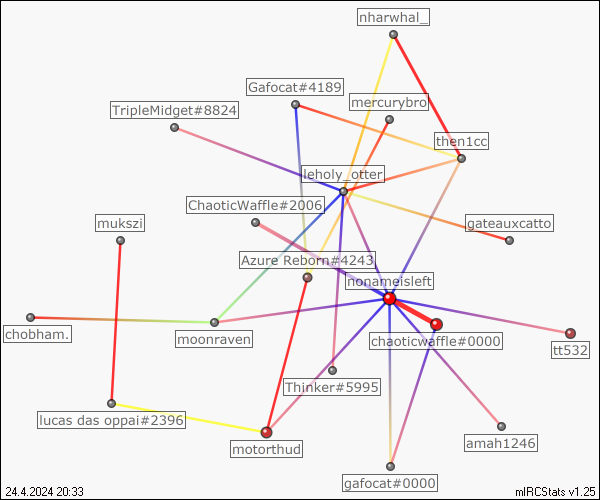 nharwhal_
Gafocat#4189
mercurybro
TripleMidget#8824
then1cc
leholy_otter
ChaoticWaffle#2006
mukszi
gateauxcatto
Azure Reborn#4243
nonameisleft
chobham.
moonraven
chaoticwaffle#0000
tt532
Thinker#5995
lucas das oppai#2396
motorthud
amah1246
gafocat#0000
24.4.2024 20:33
mIRCStats v1.25